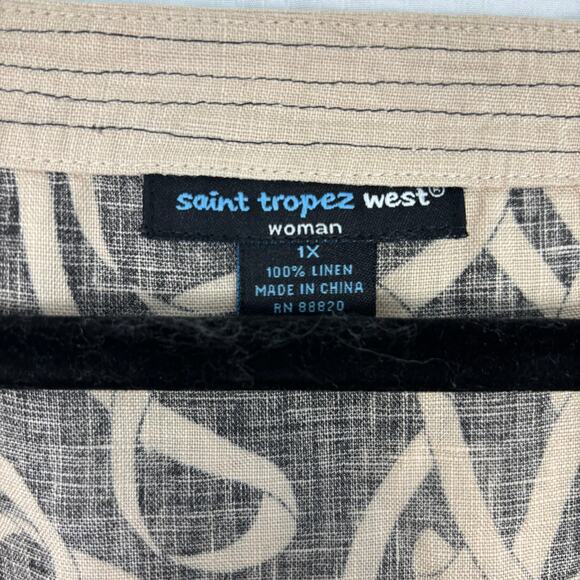 saint tropez west®
woman
1X
100% LINEN
MADE IN CHINA
RN 88820